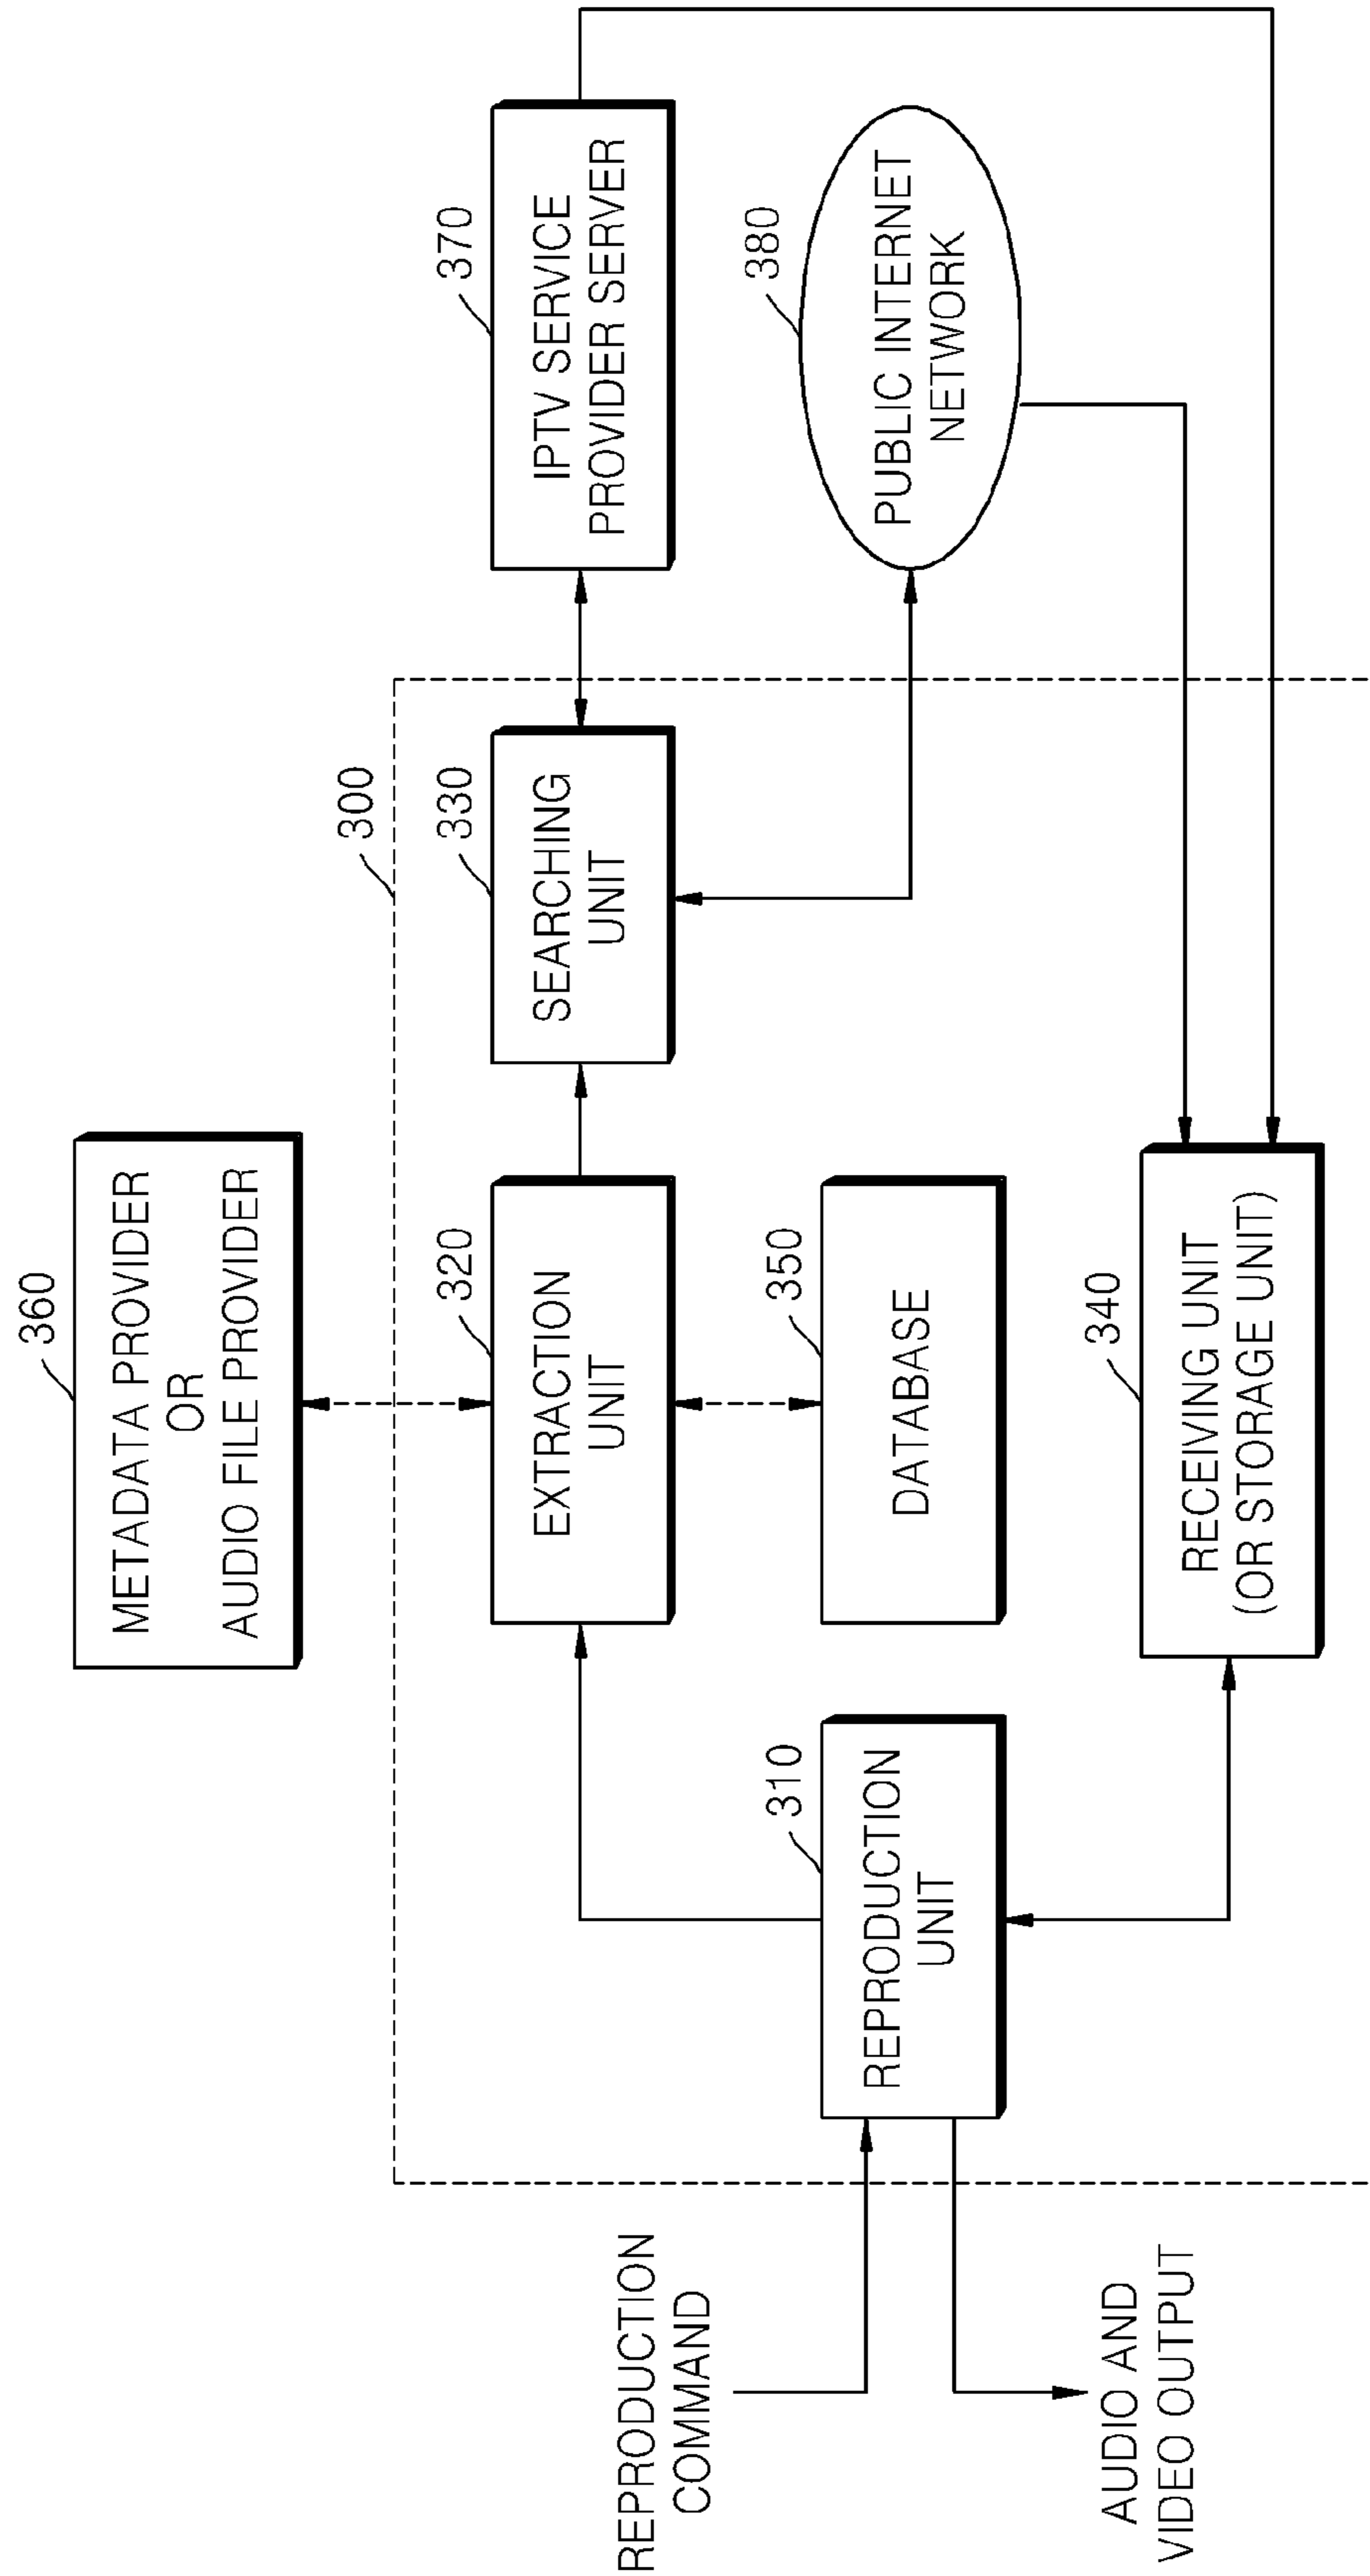 360
METADATA PROVIDER
OR
AUDIO FILE PROVIDER
300
320
EXTRACTION
UNIT
330
SEARCHING
UNIT
370
IPTV SERVICE
PROVIDER SERVER
REPRODUCTION
COMMAND
310
REPRODUCTION
UNIT
350
DATABASE
380
PUBLIC INTERNET
NETWORK
AUDIO AND
VIDEO OUTPUT
340
RECEIVING UNIT
(OR STORAGE UNIT)